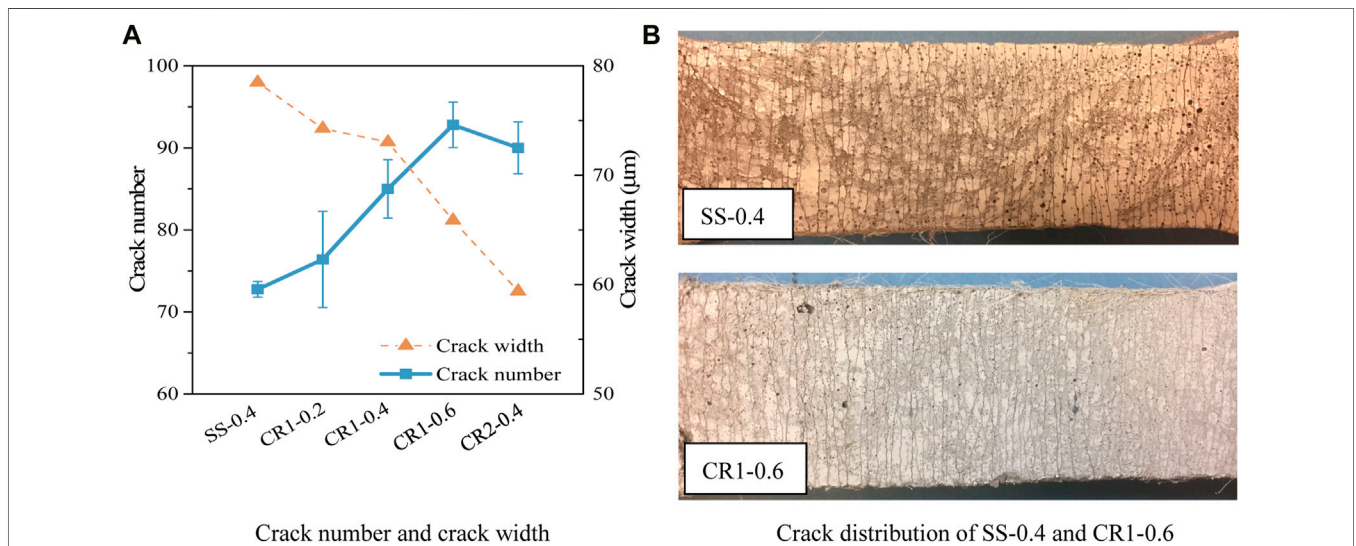 A
B
100
90
80
70
60
Crack number
80
70
60
50
Crack width (μm)
Crack width
Crack number
SS-0.4
CR1-0.2
CR1-0.4
CR1-0.6
CR2-0.4
SS-0.4
CR1-0.6
Crack number and crack width
Crack distribution of SS-0.4 and CR1-0.6